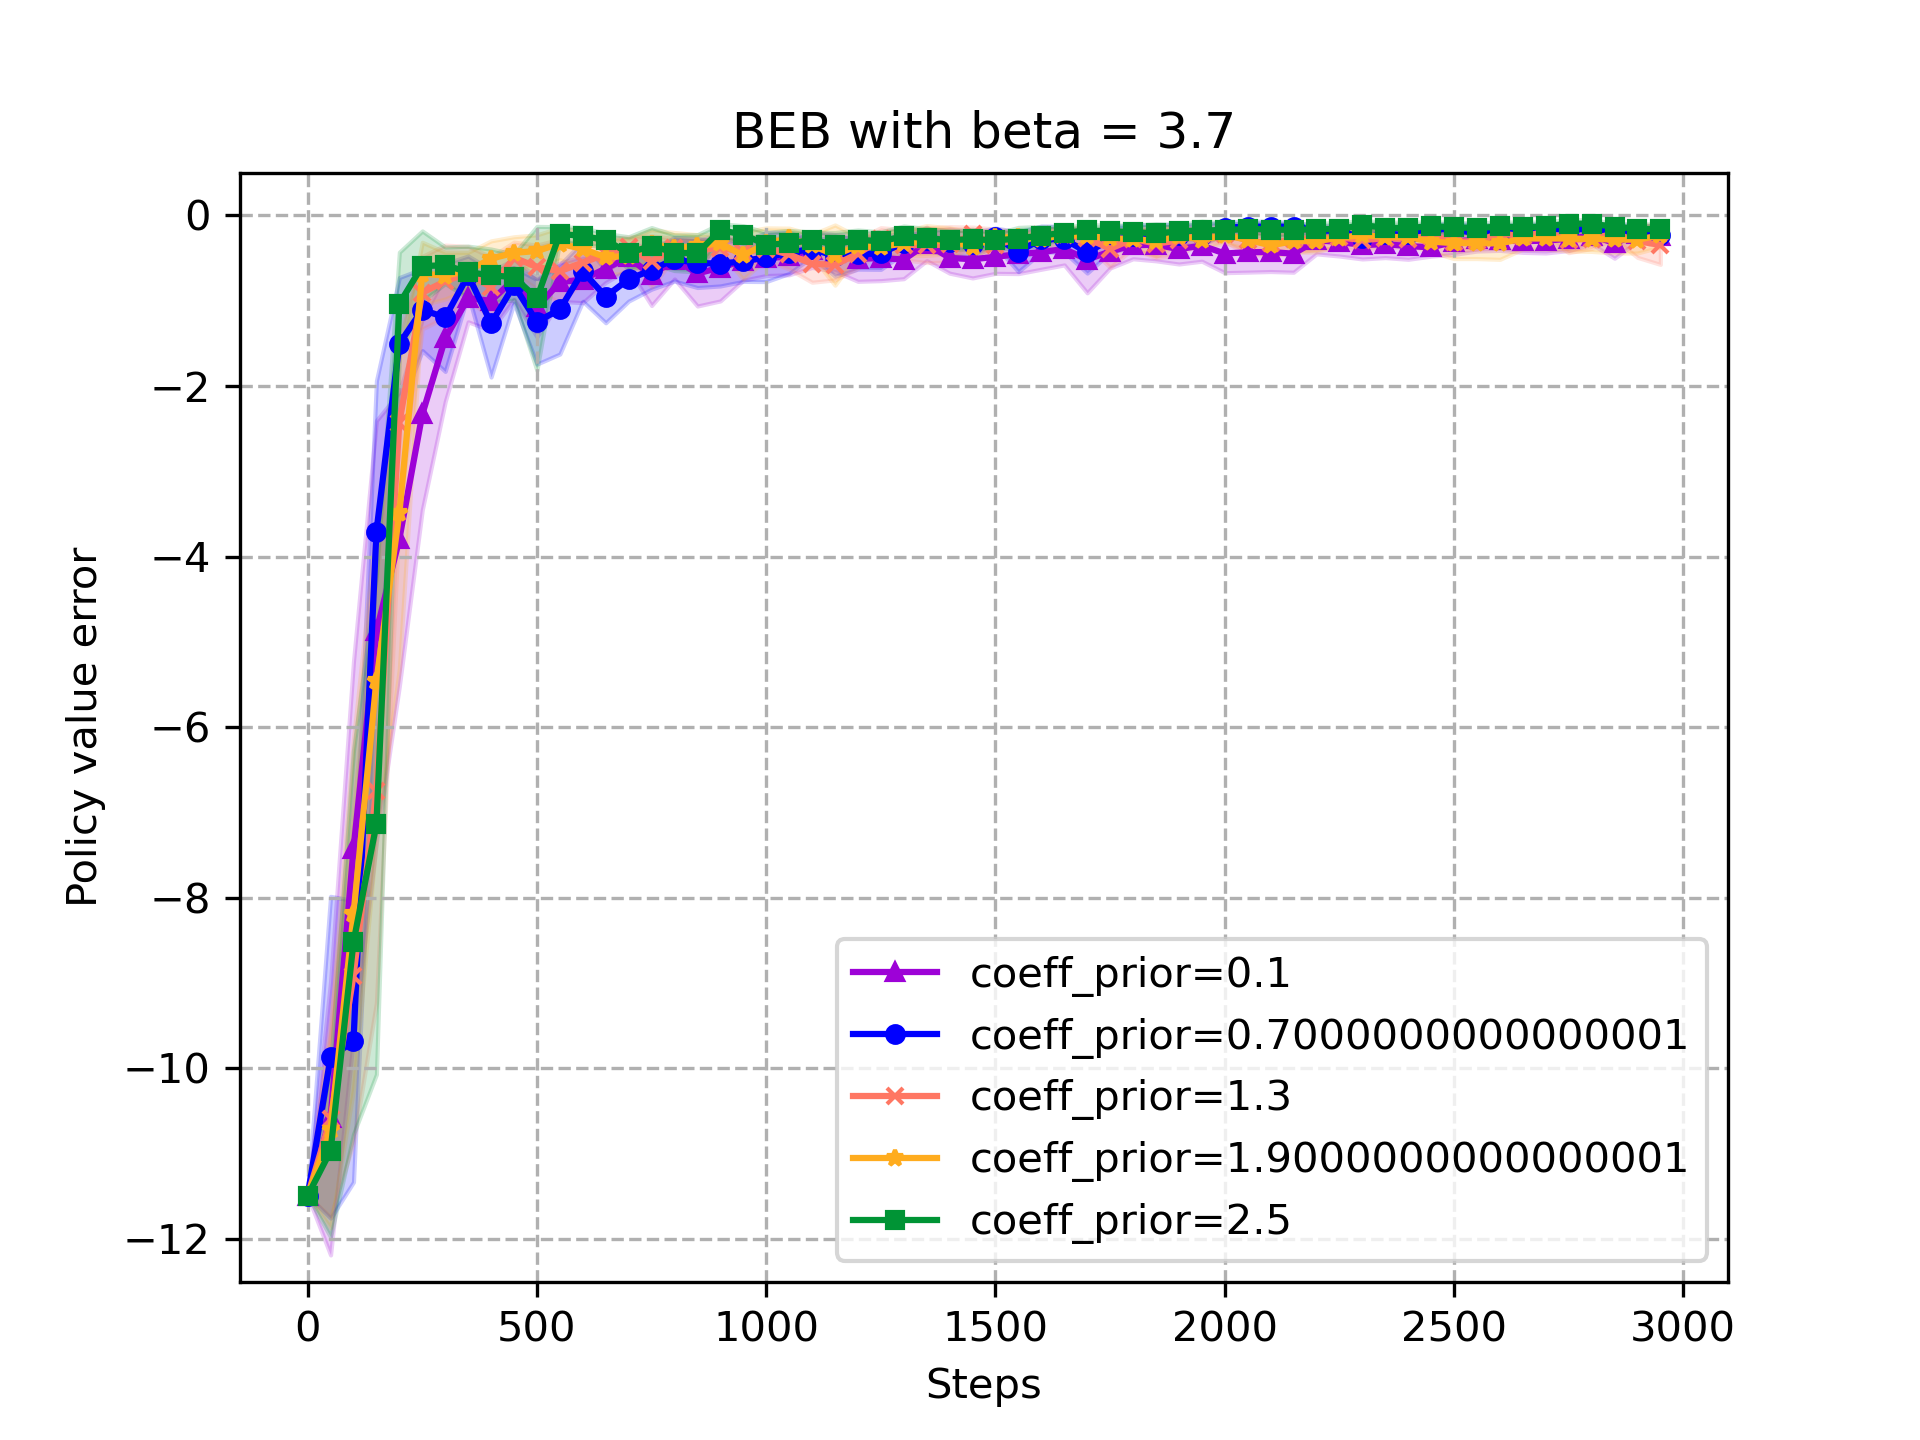 BEB with beta = 3.7
Policy value error
0
−2
−4
−6
−8
−10
−12
coeff_prior=0.1
coeff_prior=0.7000000000000001
coeff_prior=1.3
coeff_prior=1.9000000000000001
coeff_prior=2.5
0 500 1000 1500 2000 2500 3000
Steps